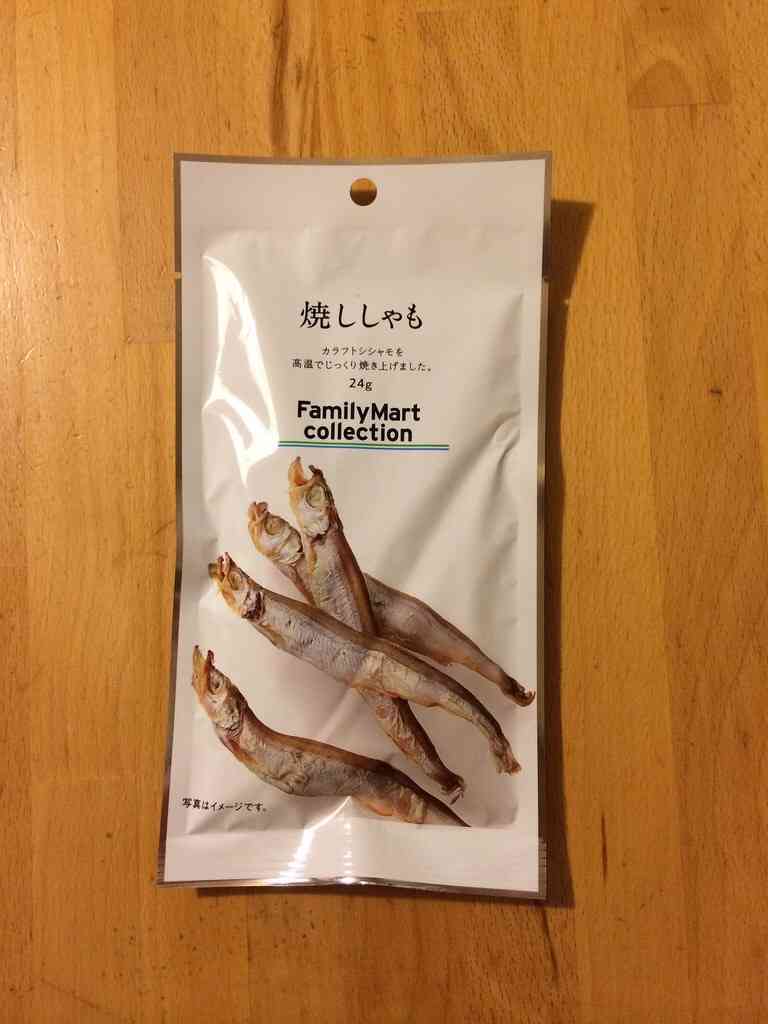 焼ししゃも
カラフトシシャモを
高温でじっくり焼き上げました。
24g
FamilyMart
collection
写真はイメージです。